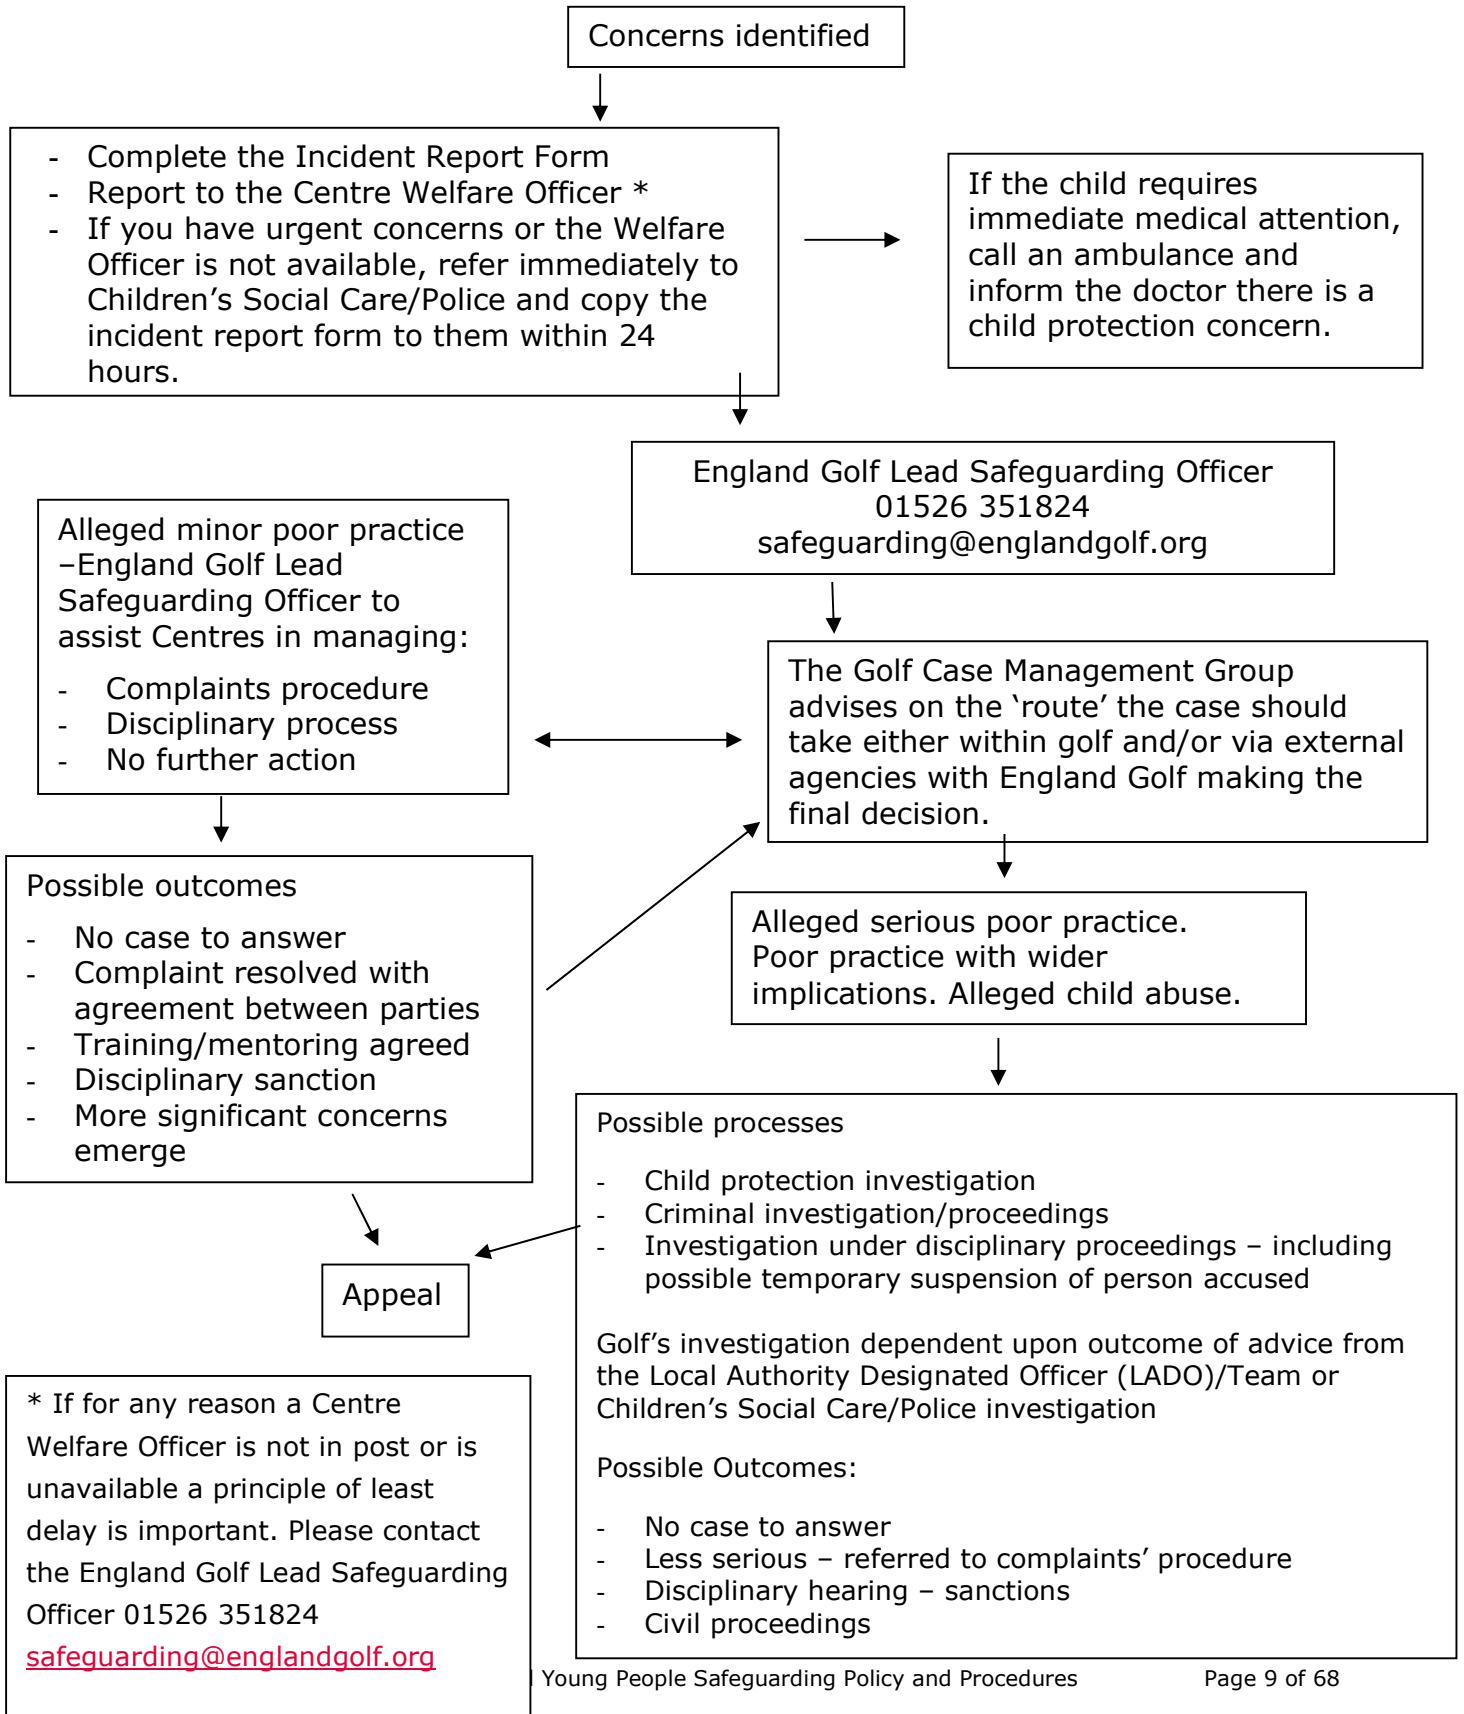 Concerns identified
- Complete the Incident Report Form
- Report to the Centre Welfare Officer *
- If you have urgent concerns or the Welfare
Officer is not available, refer immediately to
Children’s Social Care/Police and copy the
incident report form to them within 24
hours.
If the child requires
immediate medical attention,
call an ambulance and
inform the doctor there is a
child protection concern.
England Golf Lead Safeguarding Officer
01526 351824
safeguarding@englandgolf.org
Alleged minor poor practice
–England Golf Lead
Safeguarding Officer to
assist Centres in managing:
- Complaints procedure
- Disciplinary process
- No further action
The Golf Case Management Group
advises on the ‘route’ the case should
take either within golf and/or via external
agencies with England Golf making the
final decision.
Possible outcomes
- No case to answer
- Complaint resolved with
agreement between parties
- Training/mentoring agreed
- Disciplinary sanction
- More significant concerns
emerge
Alleged serious poor practice.
Poor practice with wider
implications. Alleged child abuse.
Possible processes
- Child protection investigation
- Criminal investigation/proceedings
- Investigation under disciplinary proceedings – including
possible temporary suspension of person accused
Golf’s investigation dependent upon outcome of advice from
the Local Authority Designated Officer (LADO)/Team or
Children’s Social Care/Police investigation
Possible Outcomes:
- No case to answer
- Less serious – referred to complaints’ procedure
- Disciplinary hearing – sanctions
- Civil proceedings
Appeal
* If for any reason a Centre
Welfare Officer is not in post or is
unavailable a principle of least
delay is important. Please contact
the England Golf Lead Safeguarding
Officer 01526 351824
safeguarding@englandgolf.org
Young People Safeguarding Policy and Procedures Page 9 of 68